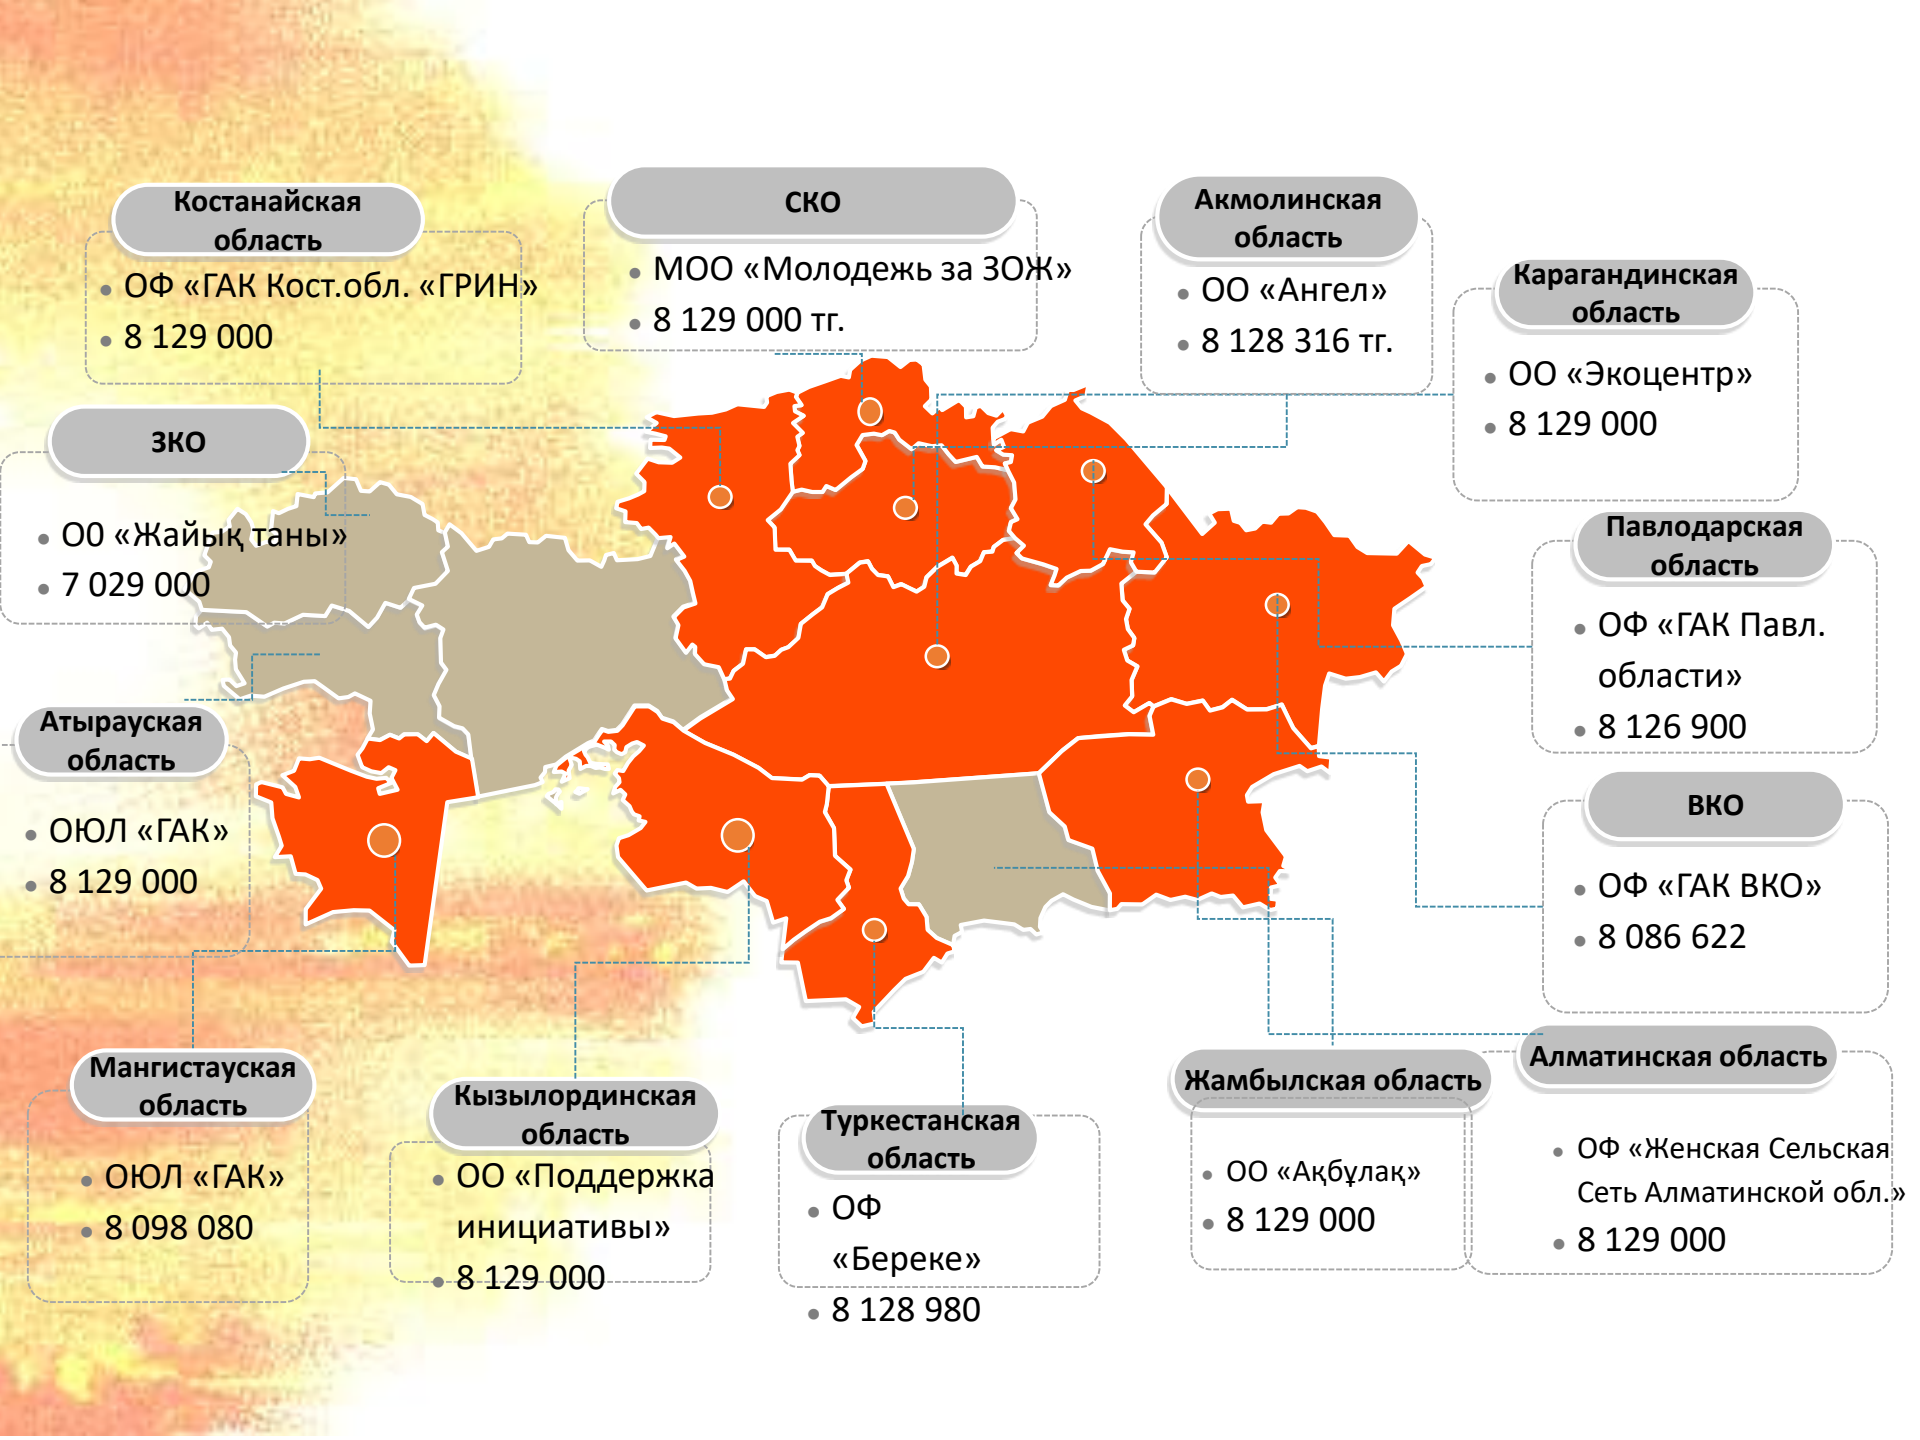 Костанайская
область
ОФ «ГАК Кост.обл. «ГРИН»
8 129 000
СКО
МОО «Молодежь за ЗОЖ»
8 129 000 тг.
Акмолинская
область
ОО «Ангел»
8 128 316 тг.
Карагандинская
область
ОО «Экоцентр»
8 129 000
ЗКО
О0 «Жайық таны»
7 029 000
Павлодарская
область
ОФ «ГАК Павл.
области»
8 126 900
Атырауская
область
ОЮЛ «ГАК»
8 129 000
ВКО
ОФ «ГАК ВКО»
8 086 622
Мангистауская
область
ОЮЛ «ГАК»
8 098 080
Кызылординская
область
ОО «Поддержка
инициативы»
8 129 000
Туркестанская
область
ОФ
«Береке»
8 128 980
Жамбылская область
ОО «Ақбұлақ»
8 129 000
Алматинская область
ОФ «Женская Сельская
Сеть Алматинской обл.»
8 129 000